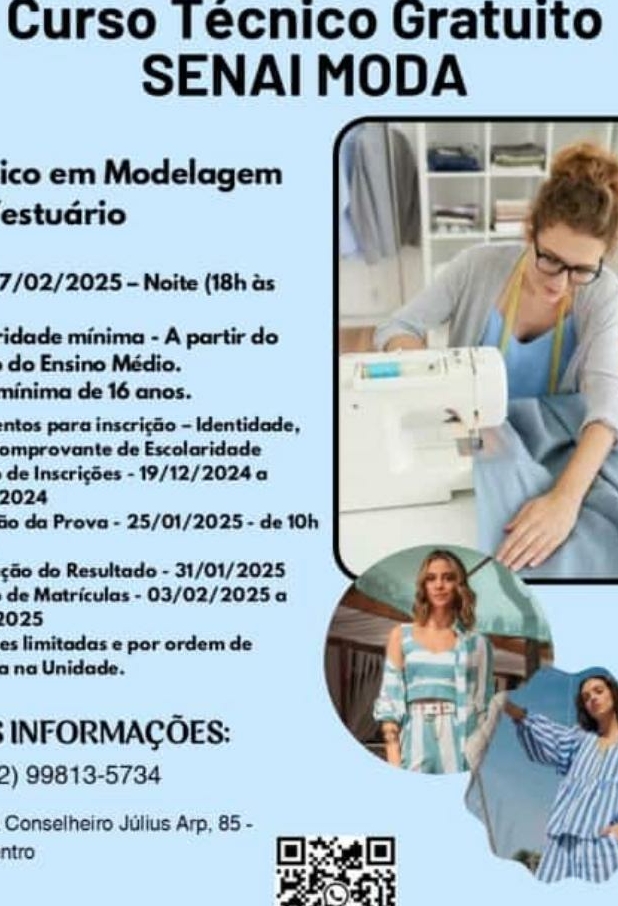 Curso Técnico Gratuito
SENAI MODA
ico em Modelagem
Vestuário
7/02/2025 – Noite (18h às
ridade mínima - A partir do
o do Ensino Médio.
mínima de 16 anos.
entos para inscrição – Identidade,
omprovante de Escolaridade
o de Inscrições - 19/12/2024 a
2024
ão da Prova - 25/01/2025 - de 10h
ção do Resultado - 31/01/2025
o de Matrículas - 03/02/2025 a
2025
es limitadas e por ordem de
a na Unidade.
S INFORMAÇÕES:
2) 99813-5734
Conselheiro Július Arp, 85 -
ntro